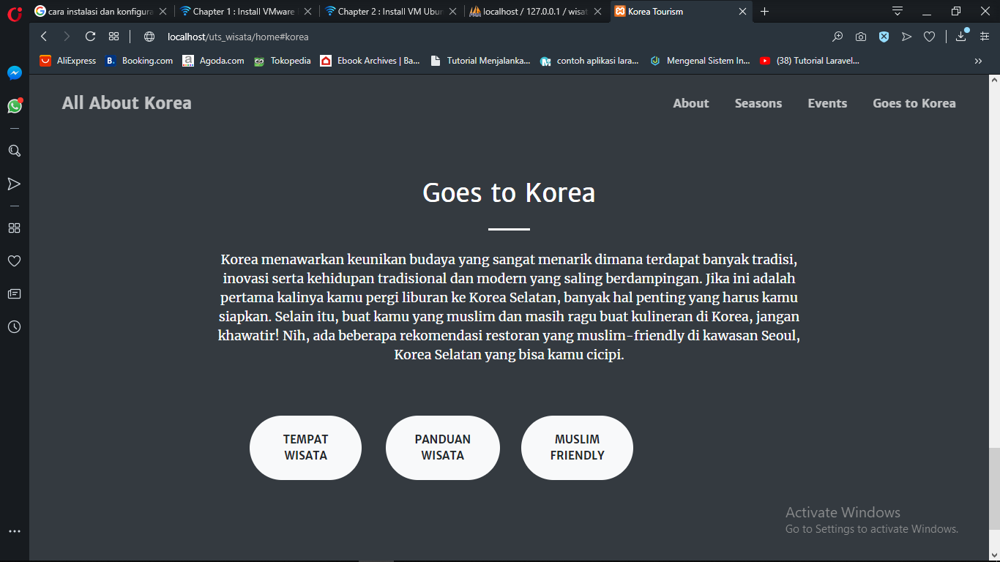 cara instalasi dan konfigura
Chapter 1 : Install VMware
Chapter 2 : Install VM Ubun
localhost / 127.0.0.1 / wisat
Korea Tourism
localhost/uts_wisata/home#korea
AliExpress
B. Booking.com
a Agoda.com
Tokopedia
Ebook Archives | Ba...
Tutorial Menjalanka...
contoh aplikasi lara...
Mengenal Sistem In...
(38) Tutorial Laravel...
All About Korea
About
Seasons
Events
Goes to Korea
Goes to Korea
Korea menawarkan keunikan budaya yang sangat menarik dimana terdapat banyak tradisi,
inovasi serta kehidupan tradisional dan modern yang saling berdampingan. Jika ini adalah
pertama kalinya kamu pergi liburan ke Korea Selatan, banyak hal penting yang harus kamu
siapkan. Selain itu, buat kamu yang muslim dan masih ragu buat kulineran di Korea, jangan
khawatir! Nih, ada beberapa rekomendasi restoran yang muslim-friendly di kawasan Seoul,
Korea Selatan yang bisa kamu cicipi.
TEMPAT
WISATA
PANDUAN
WISATA
MUSLIM
FRIENDLY
Activate Windows
Go to Settings to activate Windows.